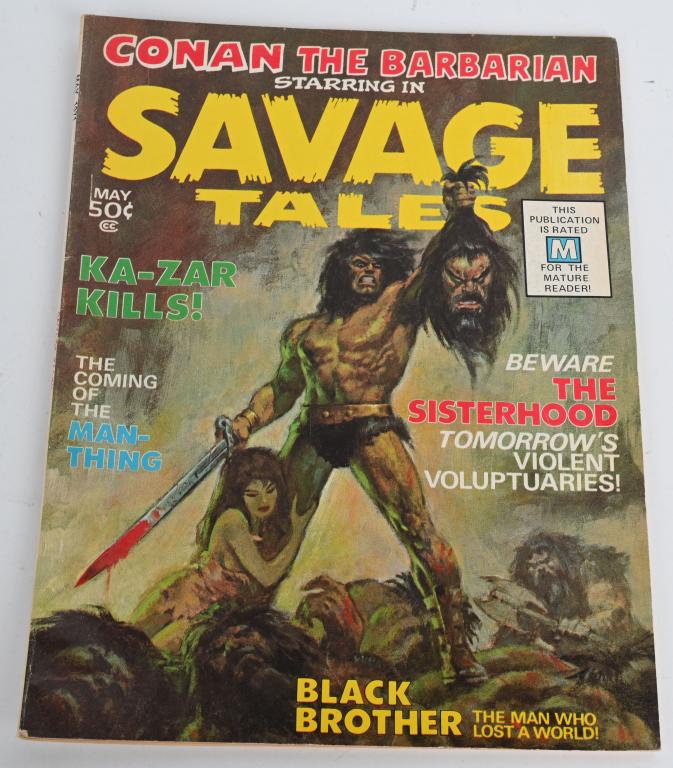 CONAN THE BARBARIAN
STARRING IN
SAVAGE
TALES
MAY
50¢
CC
THIS
PUBLICATION
IS RATED
M
FOR THE
MATURE
READER!
KA-ZAR
KILLS!
THE
COMING
OF
THE
MAN-
THING
BEWARE
THE
SISTERHOOD
TOMORROW'S
VIOLENT
VOLUPTUARIES!
BLACK
BROTHER
THE MAN WHO
LOST A WORLD!